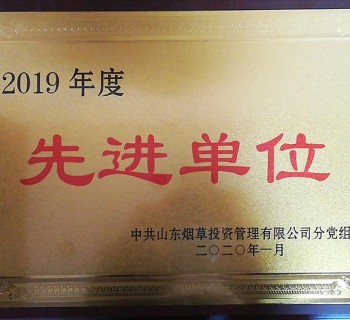 2019 年度
先进单位
中共山东烟草投资管理有限公司分党组
二〇二〇年一月